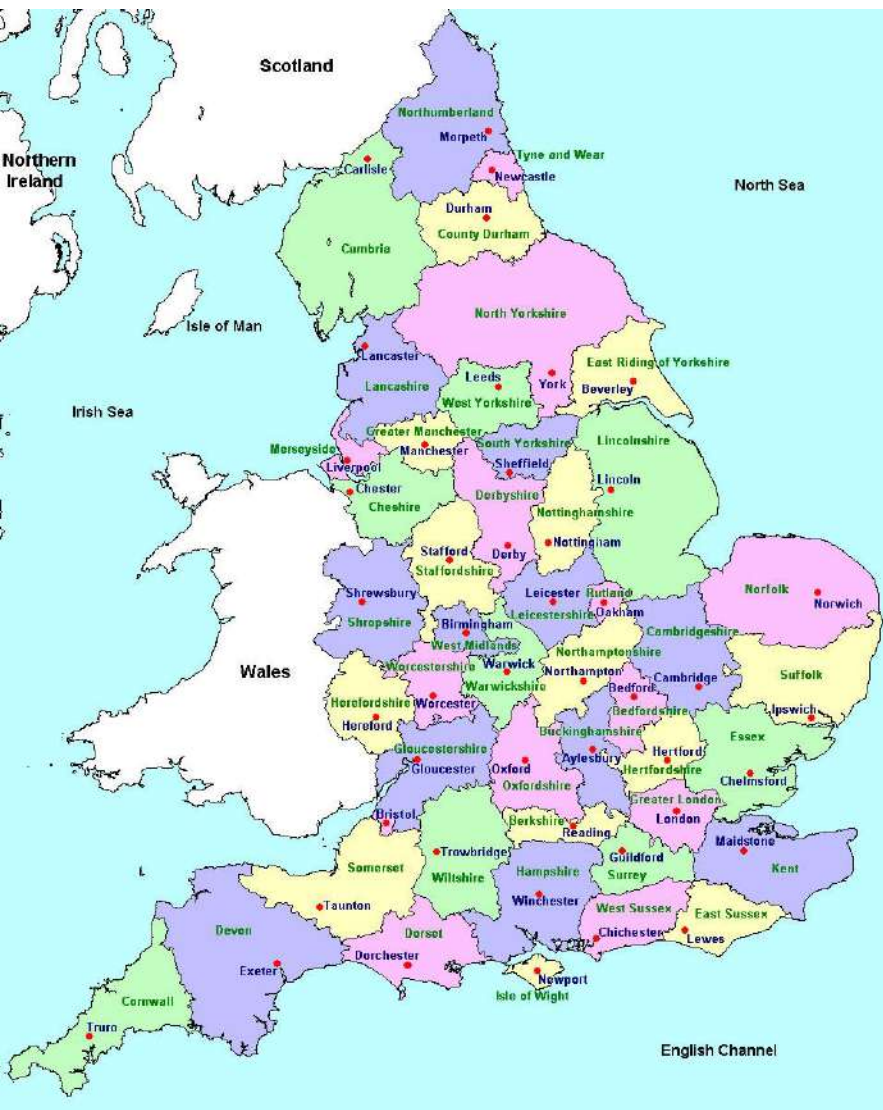 Scotland
Northumberland
Morpeth
Tyne and Wear
Northern
Ireland
Carlisle
Newcastle
North Sea
Durham
County Durham
Cumbria
North Yorkshire
Isle of Man
Lancaster
East Riding of Yorkshire
Leeds
York
Beverley
Lancashire
West Yorkshire
Irish Sea
Greater Manchester
South Yorkshire
Lincolnshire
Merseyside
Manchester
Liverpool
Sheffield
Chester
Derbyshire
Lincoln
Cheshire
Nottinghamshire
Stafford
Derby
Nottingham
Staffordshire
Shrewsbury
Leicester
Rutland
Norfolk
Norwich
Leicestershire
Oakham
Shropshire
Birmingham
Cambridgeshire
West Midlands
Northamptonshire
Wales
Worcestershire
Warwick
Northampton
Suffolk
Warwickshire
Bedford
Cambridge
Herefordshire
Worcester
Bedfordshire
Ipswich
Hereford
Buckinghamshire
Essex
Gloucestershire
Hertford
Gloucester
Oxford
Aylesbury
Hertfordshire
Chelmsford
Oxfordshire
Greater London
Bristol
Berkshire
London
Reading
Maidstone
Trowbridge
Guildford
Somerset
Wiltshire
Hampshire
Surrey
Kent
Taunton
Winchester
West Sussex
East Sussex
Devon
Dorset
Chichester
Lewes
Dorchester
Exeter
Newport
Isle of Wight
Cornwall
Truro
English Channel